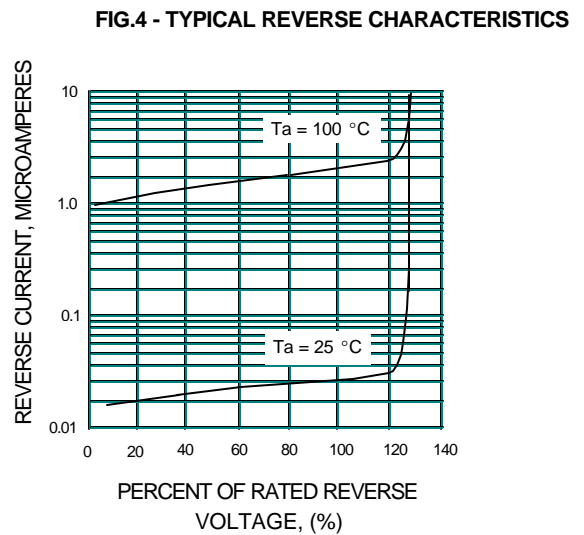 FIG.4 - TYPICAL REVERSE CHARACTERISTICS
REVERSE CURRENT, MICROAMPERES
10
1.0
0.1
0.01
Ta = 100 °C
Ta = 25 °C
0 20 40 60 80 100 120 140
PERCENT OF RATED REVERSE
VOLTAGE, (%)